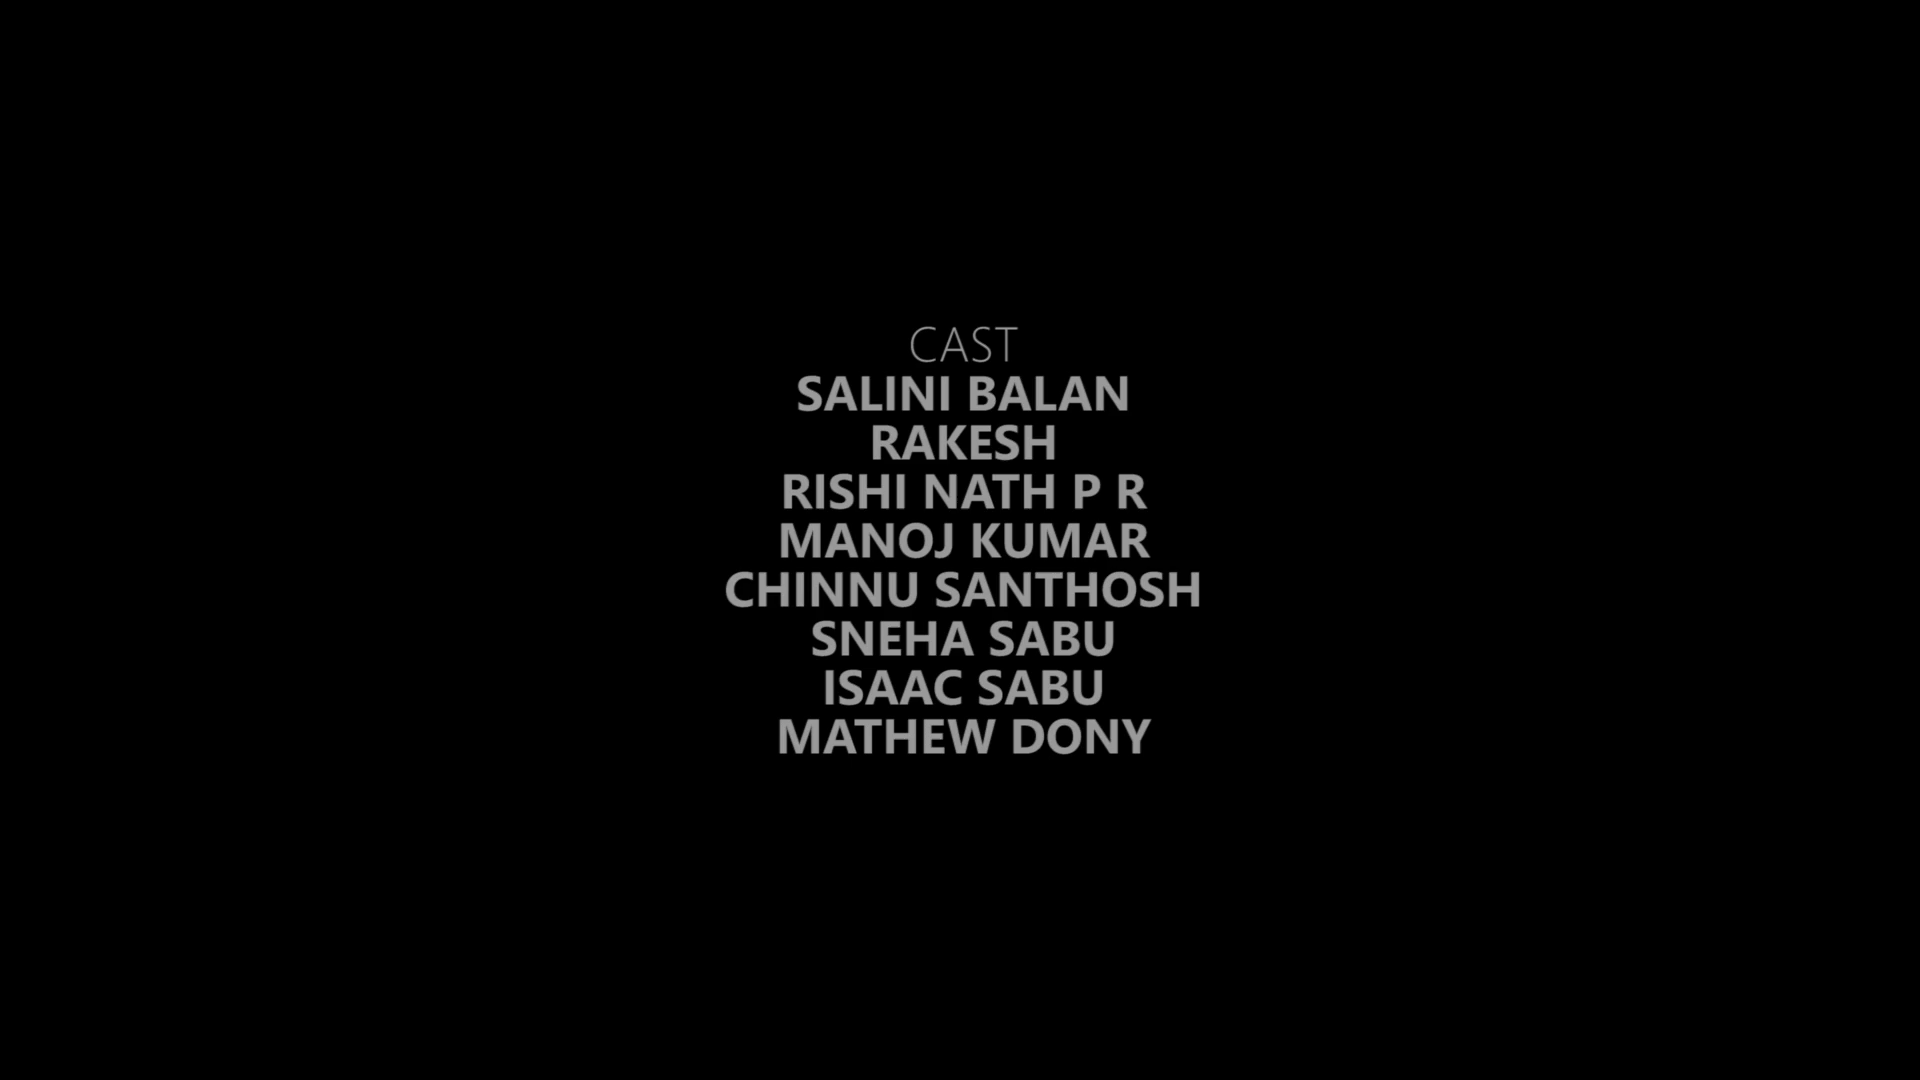 CAST
SALINI BALAN
RAKESH
RISHI NATH P R
MANOJ KUMAR
CHINNU SANTHOSH
SNEHA SABU
ISAAC SABU
MATHEW DONY